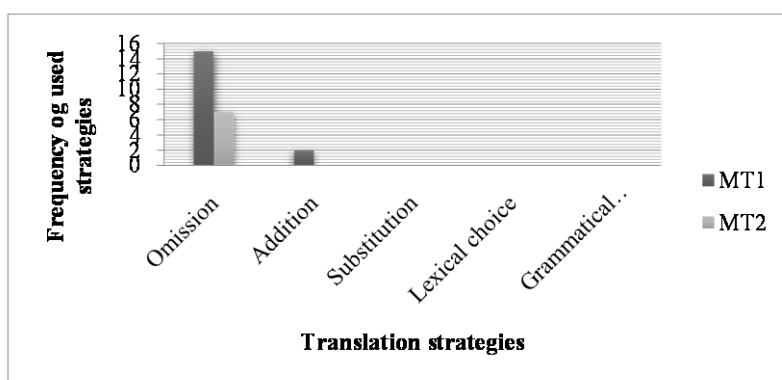 Frequency og used
strategies
16
14
12
10
8
6
4
2
0
Omission
Addition
Substitution
Lexical choice
Grammatical...
MT1
MT2
Translation strategies